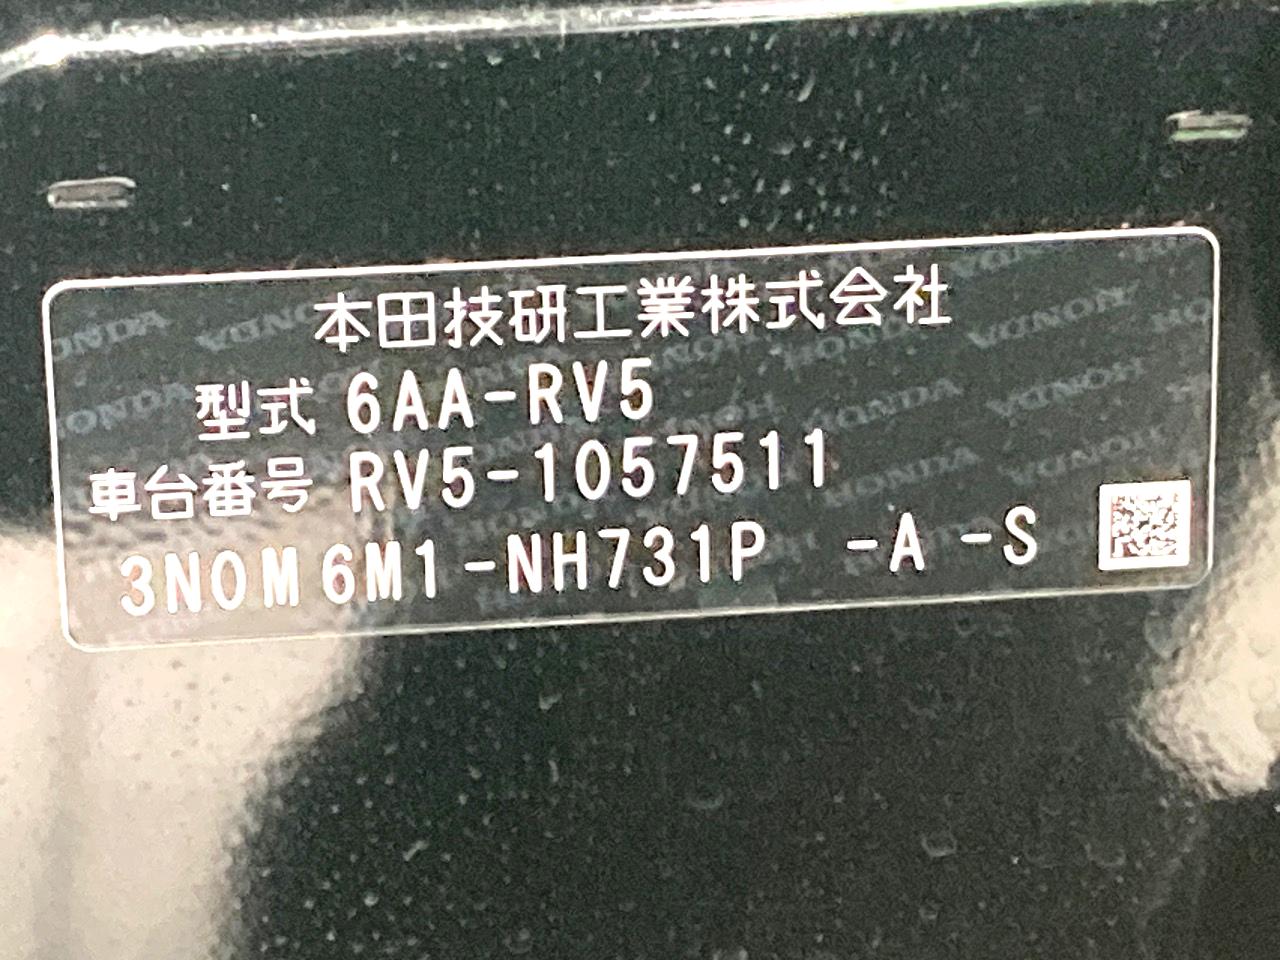 本田技研工業株式会社
型式 6AA-RV5
車台番号 RV5-1057511
3N0M6M1-NH731P -A -S